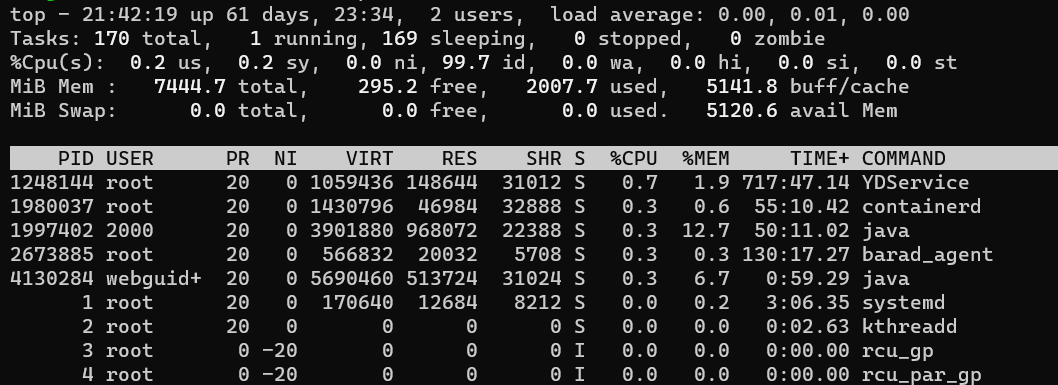 top - 21:42:19 up 61 days, 23:34,  2 users,  load average: 0.00, 0.01, 0.00
Tasks: 170 total,   1 running, 169 sleeping,   0 stopped,   0 zombie
%Cpu(s):  0.2 us,  0.2 sy,  0.0 ni, 99.7 id,  0.0 wa,  0.0 hi,  0.0 si,  0.0 st
MiB Mem :   7444.7 total,    295.2 free,   2007.7 used,   5141.8 buff/cache
MiB Swap:      0.0 total,      0.0 free,      0.0 used.   5120.6 avail Mem
    PID USER      PR  NI    VIRT    RES    SHR S  %CPU  %MEM     TIME+ COMMAND
1248144 root      20   0 1059436 148644  31012 S   0.7   1.9 717:47.14 YDService
1980037 root      20   0 1430796  46984  32888 S   0.3   0.6  55:10.42 containerd
1997402 2000      20   0 3901880 968072  22388 S   0.3  12.7  50:11.02 java
2673885 root      20   0  566832  20032   5708 S   0.3   0.3 130:17.27 barad_agent
4130284 webguid+  20   0 5690460 513724  31024 S   0.3   6.7   0:59.29 java
      1 root      20   0  170640  12684   8212 S   0.0   0.2   3:06.35 systemd
      2 root      20   0       0      0      0 S   0.0   0.0   0:02.63 kthreadd
      3 root       0 -20       0      0      0 I   0.0   0.0   0:00.00 rcu_gp
      4 root       0 -20       0      0      0 I   0.0   0.0   0:00.00 rcu_par_gp